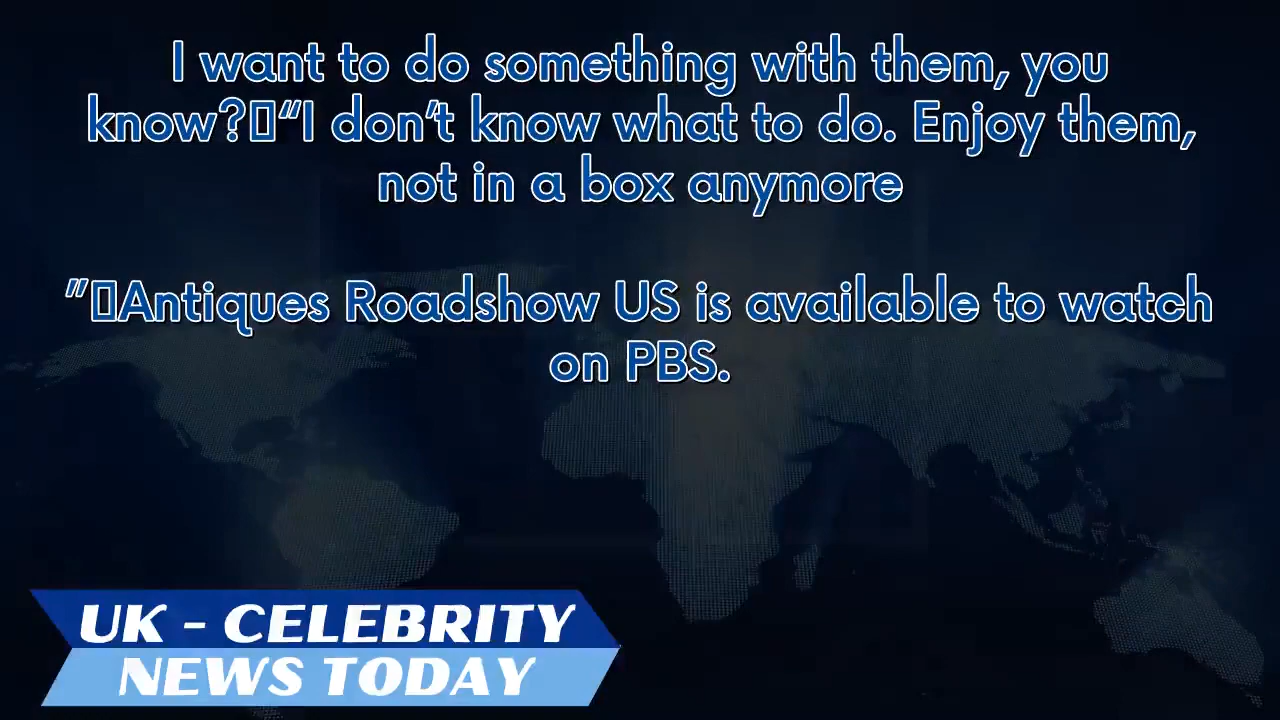 I want to do something with them, you
know?▯“I don’t know what to do. Enjoy them,
not in a box anymore
”▯Antiques Roadshow US is available to watch
on PBS.
UK - CELEBRITY
NEWS TODAY